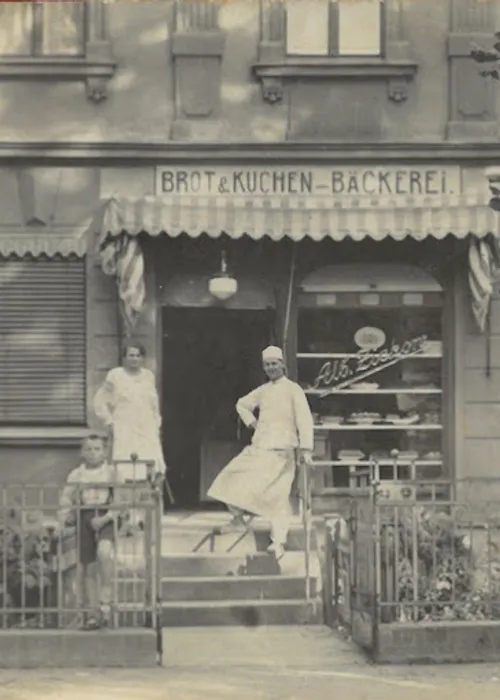 BROT & KUCHEN – BÄCKEREI.
Alb.